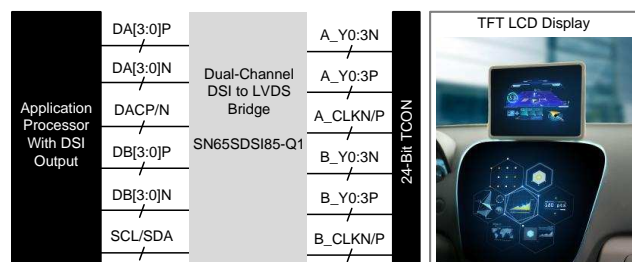 Application
Processor
With DSI
Output
DA[3:0]P
DA[3:0]N
DACP/N
DB[3:0]P
DB[3:0]N
SCL/SDA
Dual-Channel
DSI to LVDS
Bridge
SN65SDSI85-Q1
A_Y0:3N
A_Y0:3P
A_CLKN/P
B_Y0:3N
B_Y0:3P
B_CLKN/P
24-Bit TCON
TFT LCD Display